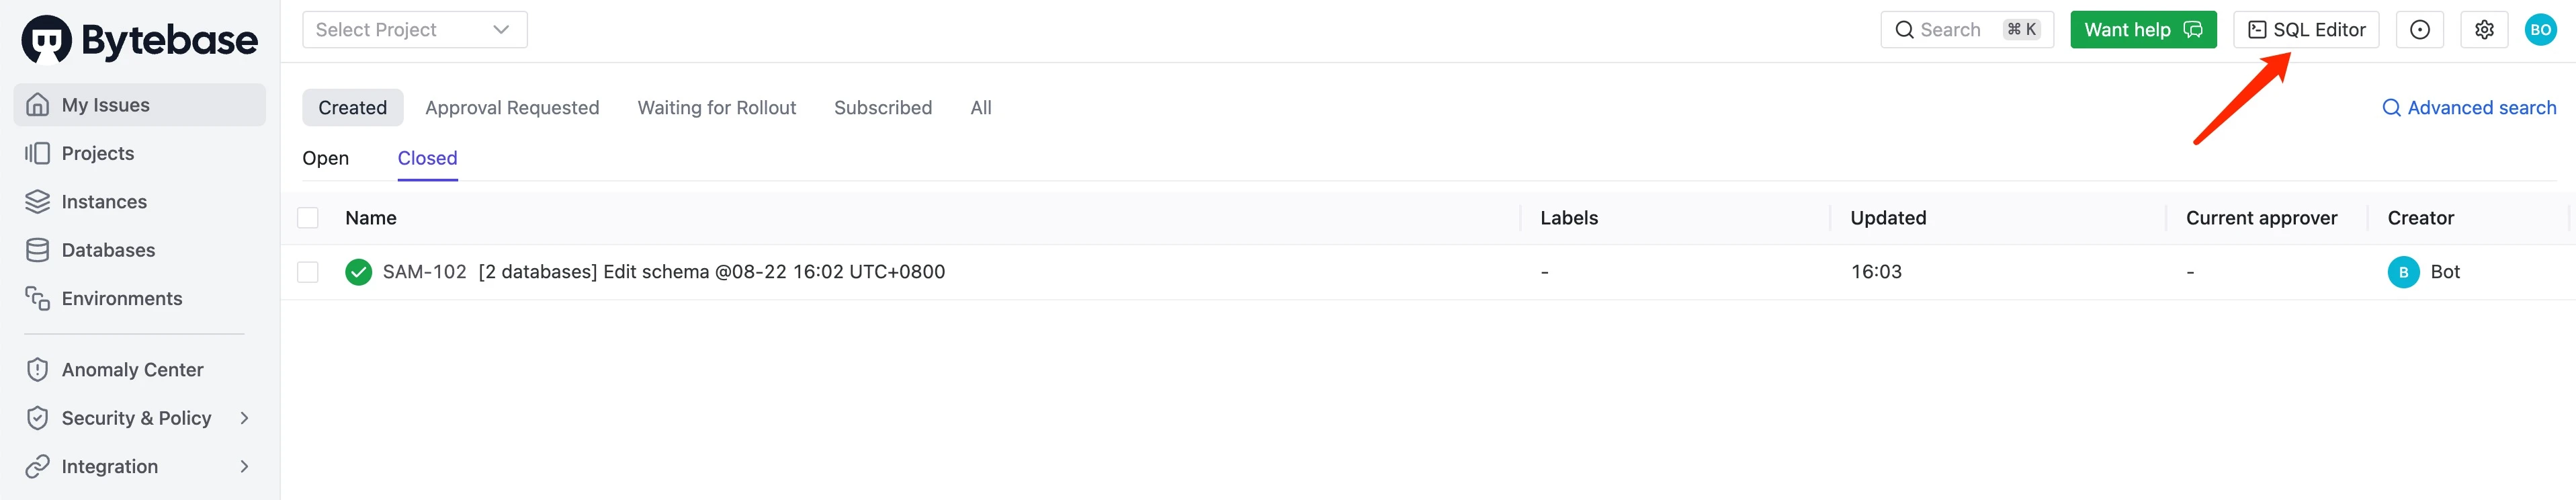 Bytebase
Select Project
Search ⌘ K
Want help
SQL Editor
BO
My Issues
Projects
Instances
Databases
Environments
Anomaly Center
Security & Policy
Integration
Created Approval Requested Waiting for Rollout Subscribed All
Advanced search
Open Closed
Name Labels Updated Current approver Creator
SAM-102 [2 databases] Edit schema @08-22 16:02 UTC+0800 - 16:03 - B Bot